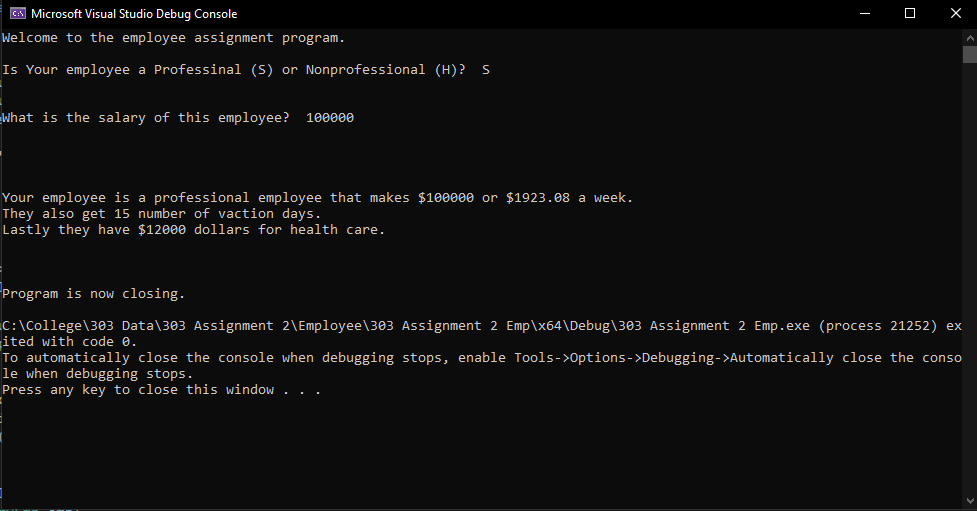 Microsoft Visual Studio Debug Console
Welcome to the employee assignment program.
Is Your employee a Professinal (S) or Nonprofessional (H)?  S
What is the salary of this employee?  100000
Your employee is a professional employee that makes $100000 or $1923.08 a week.
They also get 15 number of vaction days.
Lastly they have $12000 dollars for health care.
Program is now closing.
C:\College\303 Data\303 Assignment 2\Employee\303 Assignment 2 Emp\x64\Debug\303 Assignment 2 Emp.exe (process 21252) ex
ited with code 0.
To automatically close the console when debugging stops, enable Tools->Options->Debugging->Automatically close the conso
le when debugging stops.
Press any key to close this window . . .